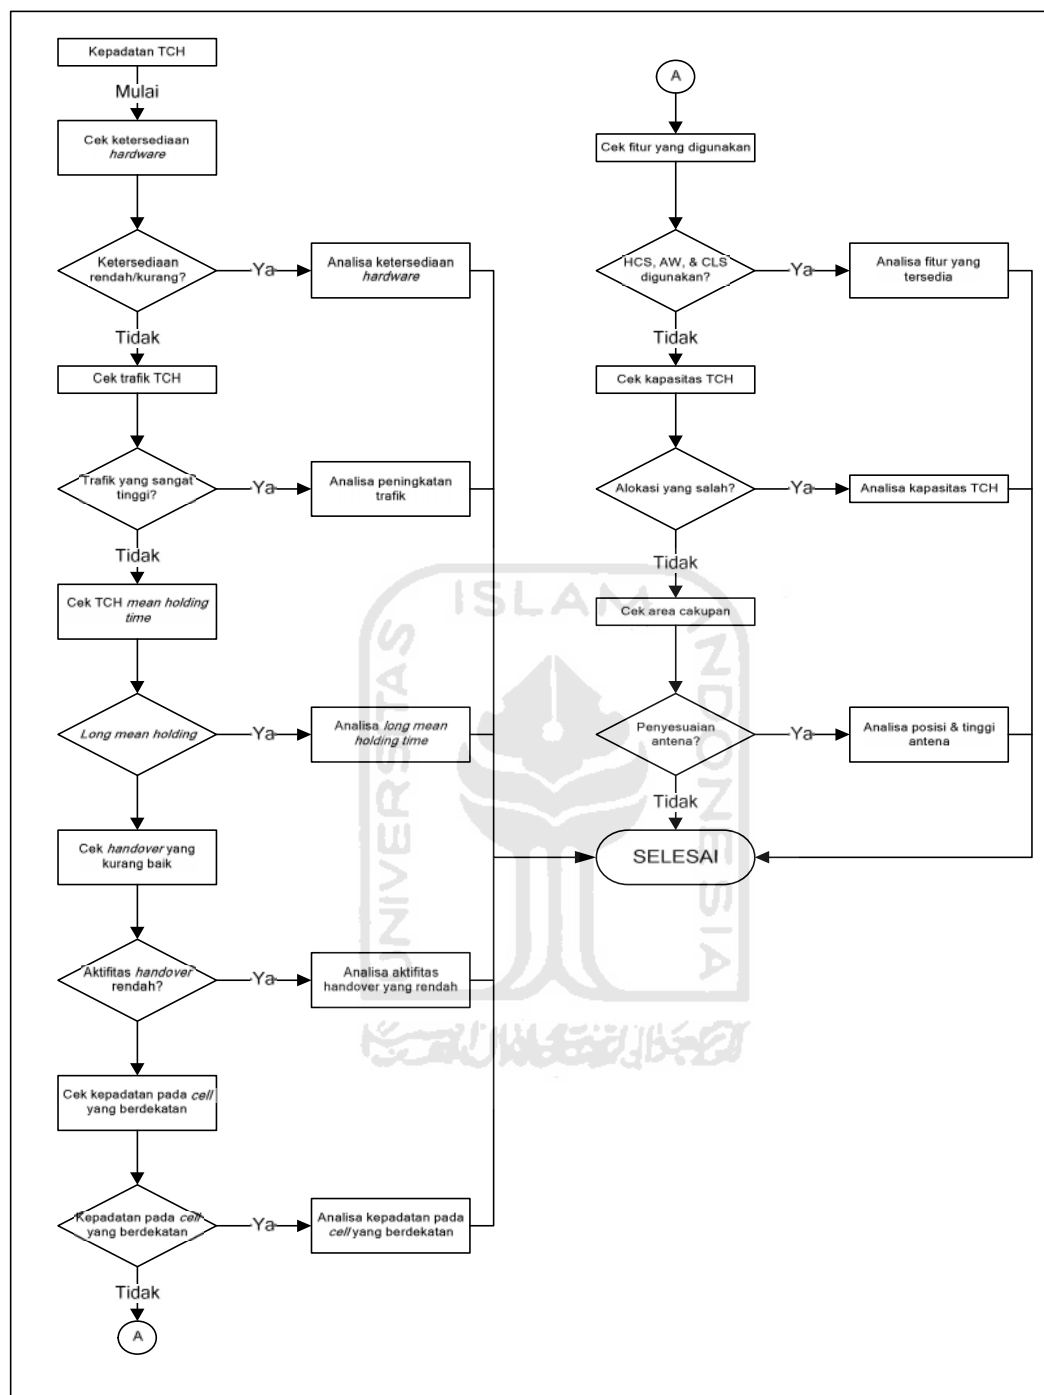 Kepadatan TCH
Mulai
Cek ketersediaan
hardware
Ketersediaan
rendah/kurang?
Ya
Analisa ketersediaan
hardware
Tidak
Cek trafik TCH
Trafik yang sangat
tinggi?
Ya
Analisa peningkatan
trafik
Tidak
Cek TCH mean holding
time
Long mean holding
Ya
Analisa long mean
holding time
Cek handover yang
kurang baik
Aktifitas handover
rendah?
Ya
Analisa aktifitas
handover yang rendah
Cek kepadatan pada cell
yang berdekatan
Kepadatan pada cell
yang berdekatan
Ya
Analisa kepadatan pada
cell yang berdekatan
Tidak
A
A
Cek fitur yang digunakan
HCS, AW, & CLS
digunakan?
Ya
Analisa fitur yang
tersedia
Tidak
Cek kapasitas TCH
Alokasi yang salah?
Ya
Analisa kapasitas TCH
Tidak
Cek area cakupan
Penyesuaian
antena?
Ya
Analisa posisi & tinggi
antena
Tidak
SELESAI
UNIVERSITAS
ISLAM
INDONESIA